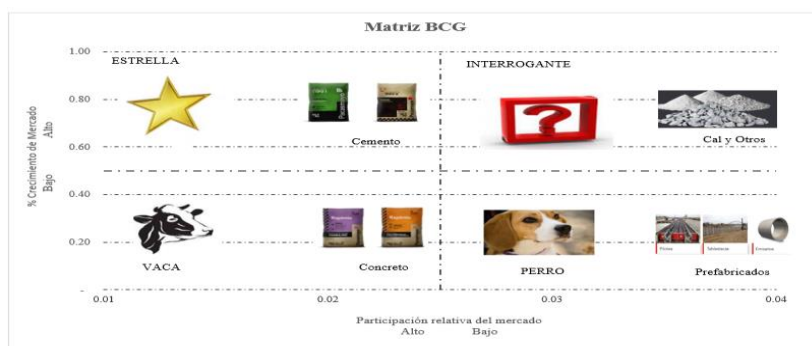 Matriz BCG
1.00
ESTRELLA
INTERROGANTE
0.80
Cemento
Cal y Otros
0.60
% Crecimiento de Mercado
Bajo Alto
0.40
0.20
VACA
Concreto
PERRO
Prefabricados
-
0.01 0.02 0.03 0.04
Participación relativa del mercado
Alto Bajo